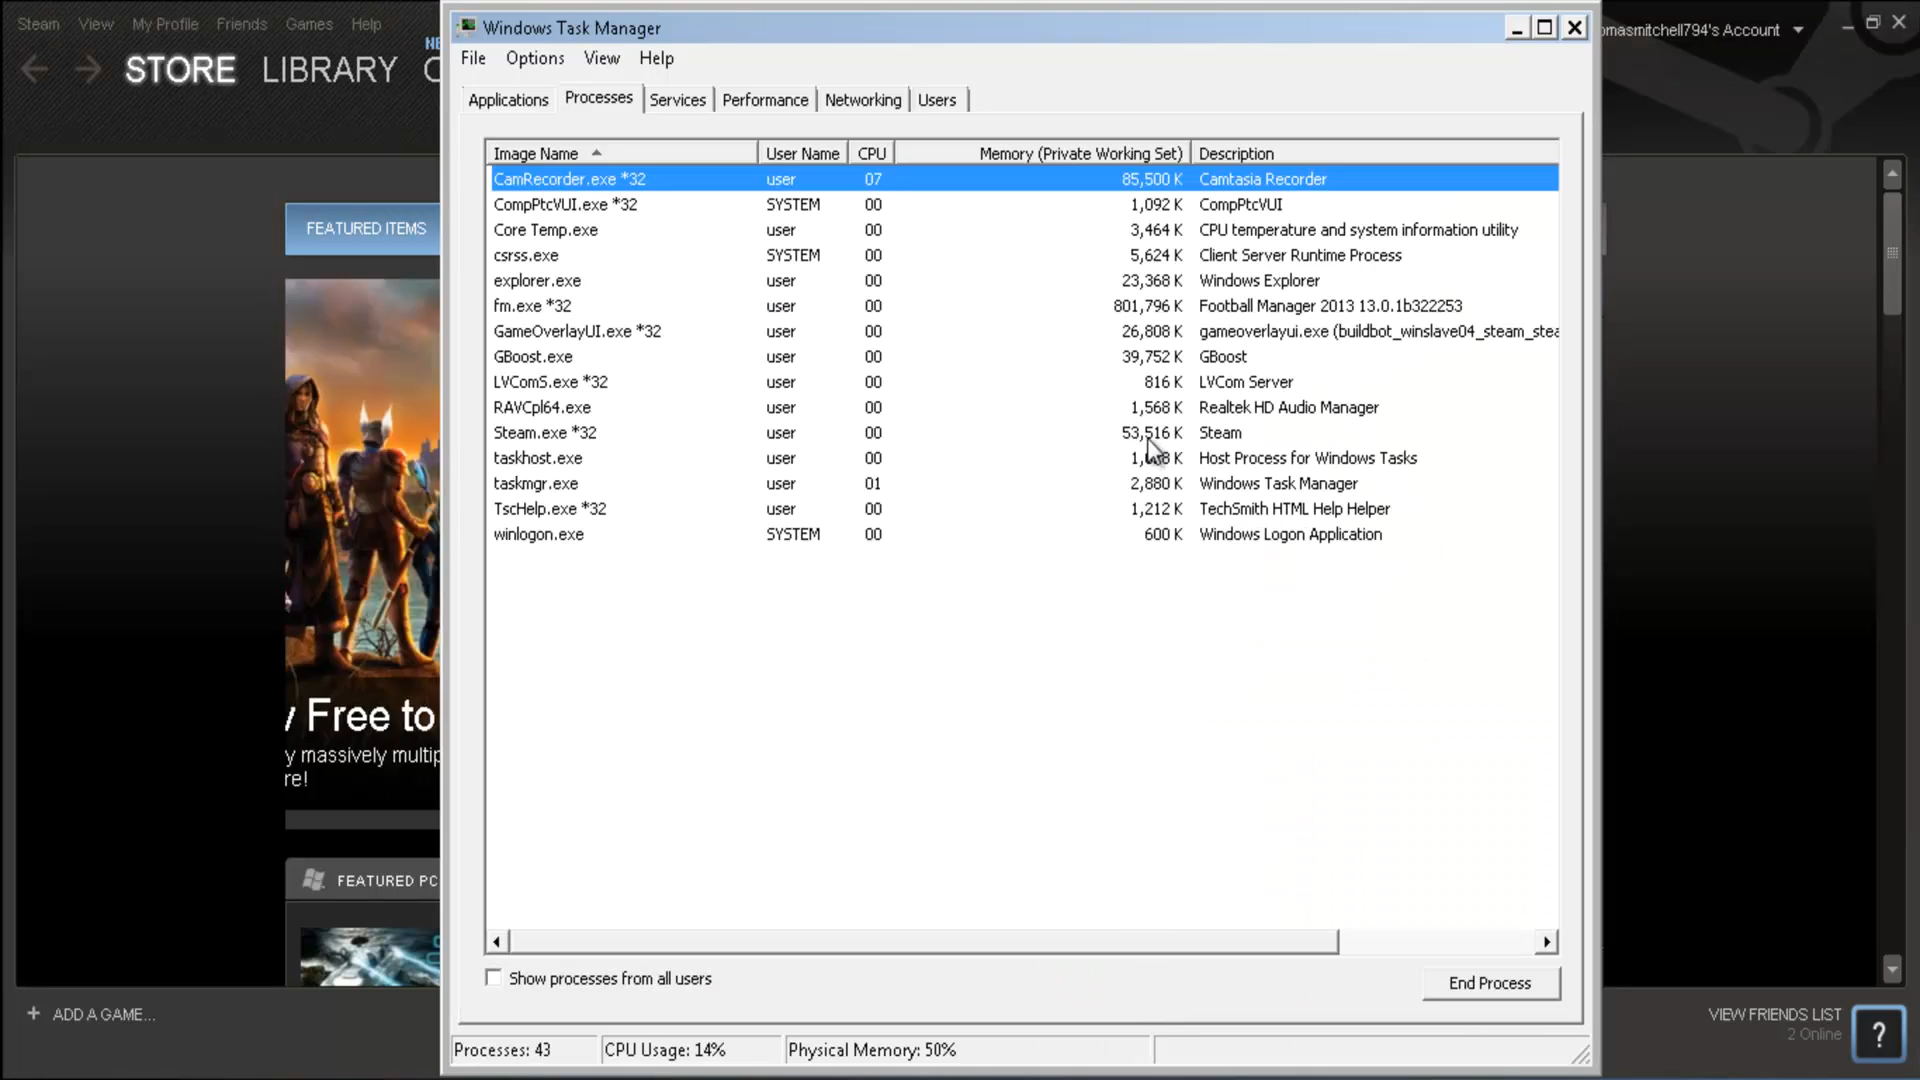 Steam View My Profile Friends Games Help
STORE LIBRARY
omasmitchell794's Account
Windows Task Manager
File Options View Help
Applications Processes Services Performance Networking Users
Image Name User Name CPU Memory (Private Working Set) Description
CamRecorder.exe *32 user 07 85,500 K Camtasia Recorder
CompPtcVUI.exe *32 SYSTEM 00 1,092 K CompPtcVUI
Core Temp.exe user 00 3,464 K CPU temperature and system information utility
csrss.exe SYSTEM 00 5,624 K Client Server Runtime Process
explorer.exe user 00 23,368 K Windows Explorer
fm.exe *32 user 00 801,796 K Football Manager 2013 13.0.1b322253
GameOverlayUI.exe *32 user 00 26,808 K gameoverlayui.exe (buildbot_winslave04_steam_stea
GBoost.exe user 00 39,752 K GBoost
LVComS.exe *32 user 00 816 K LVCom Server
RAVCpl64.exe user 00 1,568 K Realtek HD Audio Manager
Steam.exe *32 user 00 53,516 K Steam
taskhost.exe user 00 K Host Process for Windows Tasks
taskmgr.exe user 01 2,880 K Windows Task Manager
TscHelp.exe *32 user 00 1,212 K TechSmith HTML Help Helper
winlogon.exe SYSTEM 00 600 K Windows Logon Application
Show processes from all users
End Process
Processes: 43 CPU Usage: 14% Physical Memory: 50%
FEATURED ITEMS
Free to
y massively multip
re!
FEATURED PC
+ ADD A GAME...
VIEW FRIENDS LIST
2 Online
?